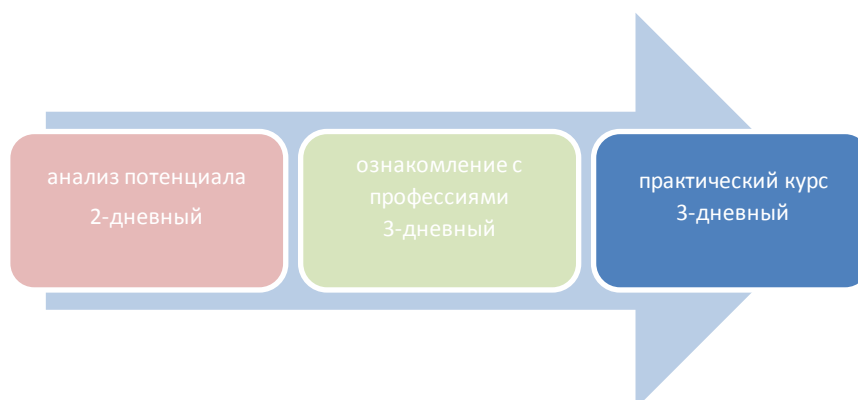 анализ потенциала
2-дневный
ознакомление с
профессиями
3-дневный
практический курс
3-дневный